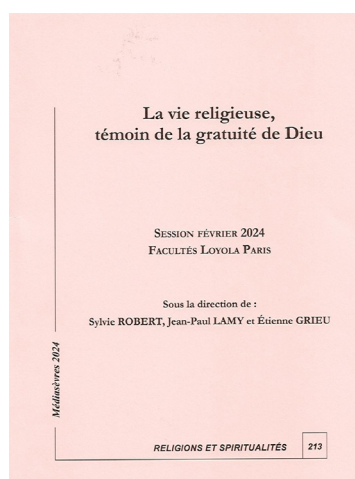 La vie religieuse,
témoin de la gratuité de Dieu
SESSION FÉVRIER 2024
FACULTÉS LOYOLA PARIS
Sous la direction de :
Sylvie ROBERT, Jean-Paul LAMY et Étienne GRIEU
Médiasèvres 2024
RELIGIONS ET SPIRITUALITÉS 213